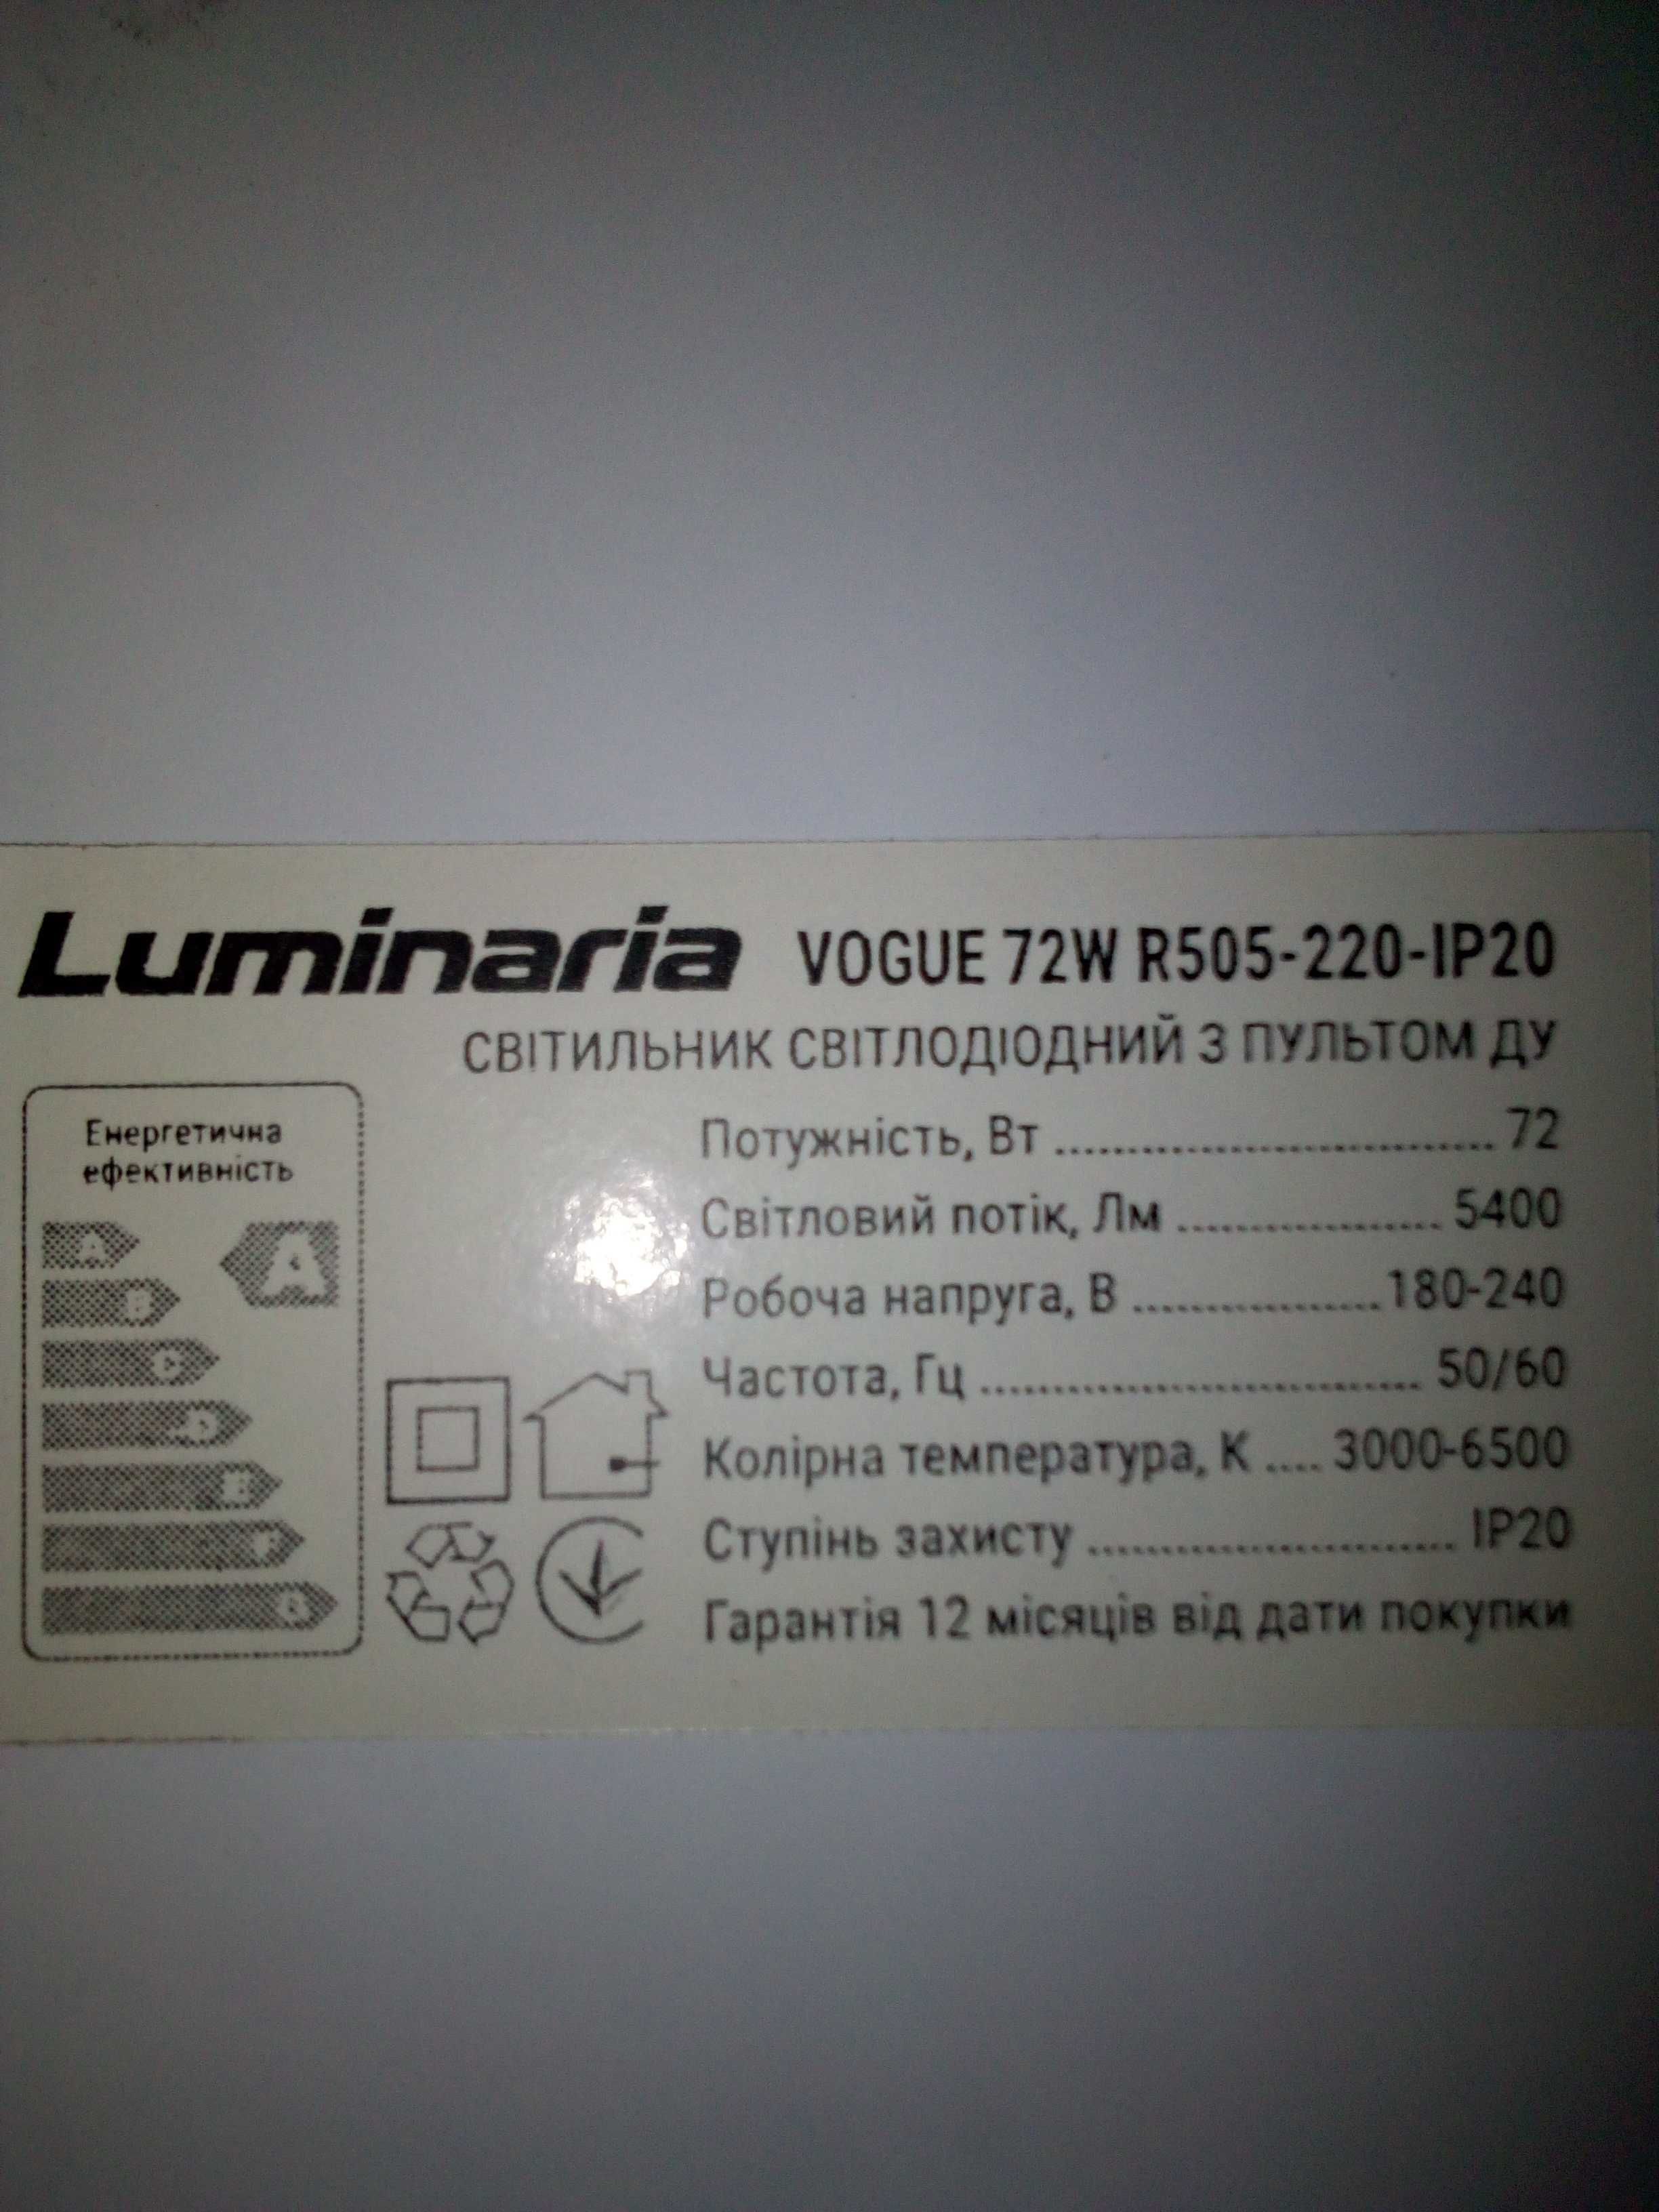 Luminaria VOGUE 72W R505-220-IP20
СВІТИЛЬНИК СВІТЛОДІОДНИЙ З ПУЛЬТОМ ДУ
Енергетична
ефективність
A A
B
C
D
E
F
G
Потужність, Вт ........................... 72
Світловий потік, Лм .................. 5400
Робоча напруга, В ................. 180-240
Частота, Гц .............................. 50/60
Колірна температура, К .... 3000-6500
Ступінь захисту ........................ IP20
Гарантія 12 місяців від дати покупки